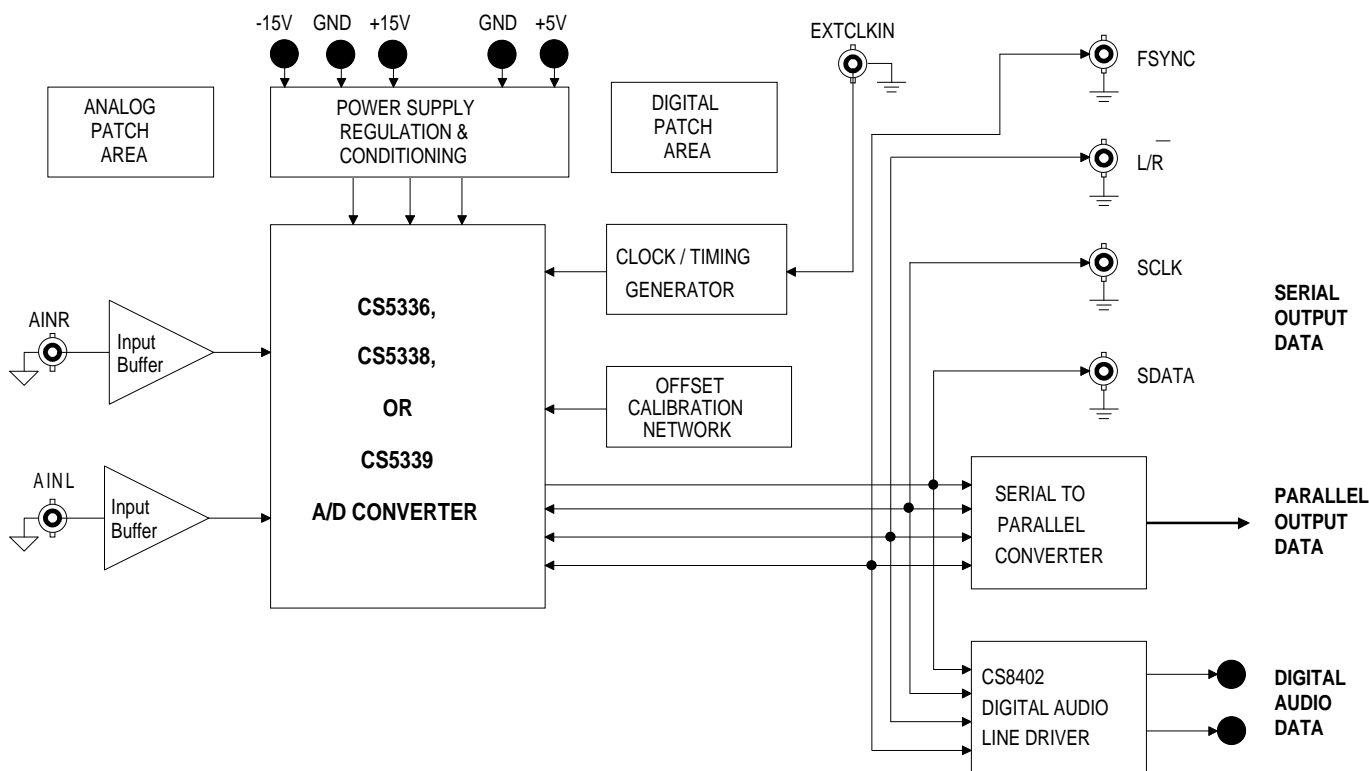 -15V GND +15V GND +5V
EXTCLKIN
FSYNC
ANALOG
PATCH
AREA
POWER SUPPLY
REGULATION &
CONDITIONING
DIGITAL
PATCH
AREA
L/R̅
CLOCK / TIMING
GENERATOR
SCLK
SERIAL
OUTPUT
DATA
AINR
Input
Buffer
CS5336,
CS5338,
OR
CS5339
A/D CONVERTER
OFFSET
CALIBRATION
NETWORK
SDATA
AINL
Input
Buffer
SERIAL TO
PARALLEL
CONVERTER
PARALLEL
OUTPUT
DATA
CS8402
DIGITAL AUDIO
LINE DRIVER
DIGITAL
AUDIO
DATA